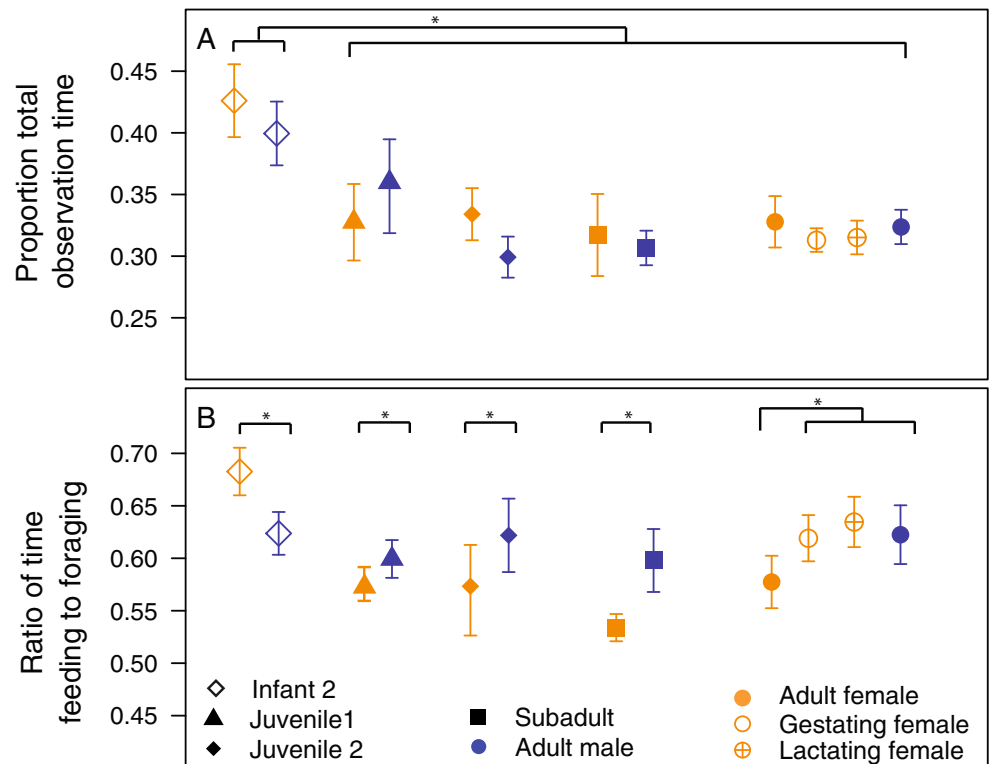 A
*
Proportion total
observation time
0.45
0.40
0.35
0.30
0.25
B
*
*
*
*
*
Ratio of time
feeding to foraging
0.70
0.65
0.60
0.55
0.50
0.45
Infant 2
Juvenile1
Juvenile 2
Subadult
Adult male
Adult female
Gestating female
Lactating female